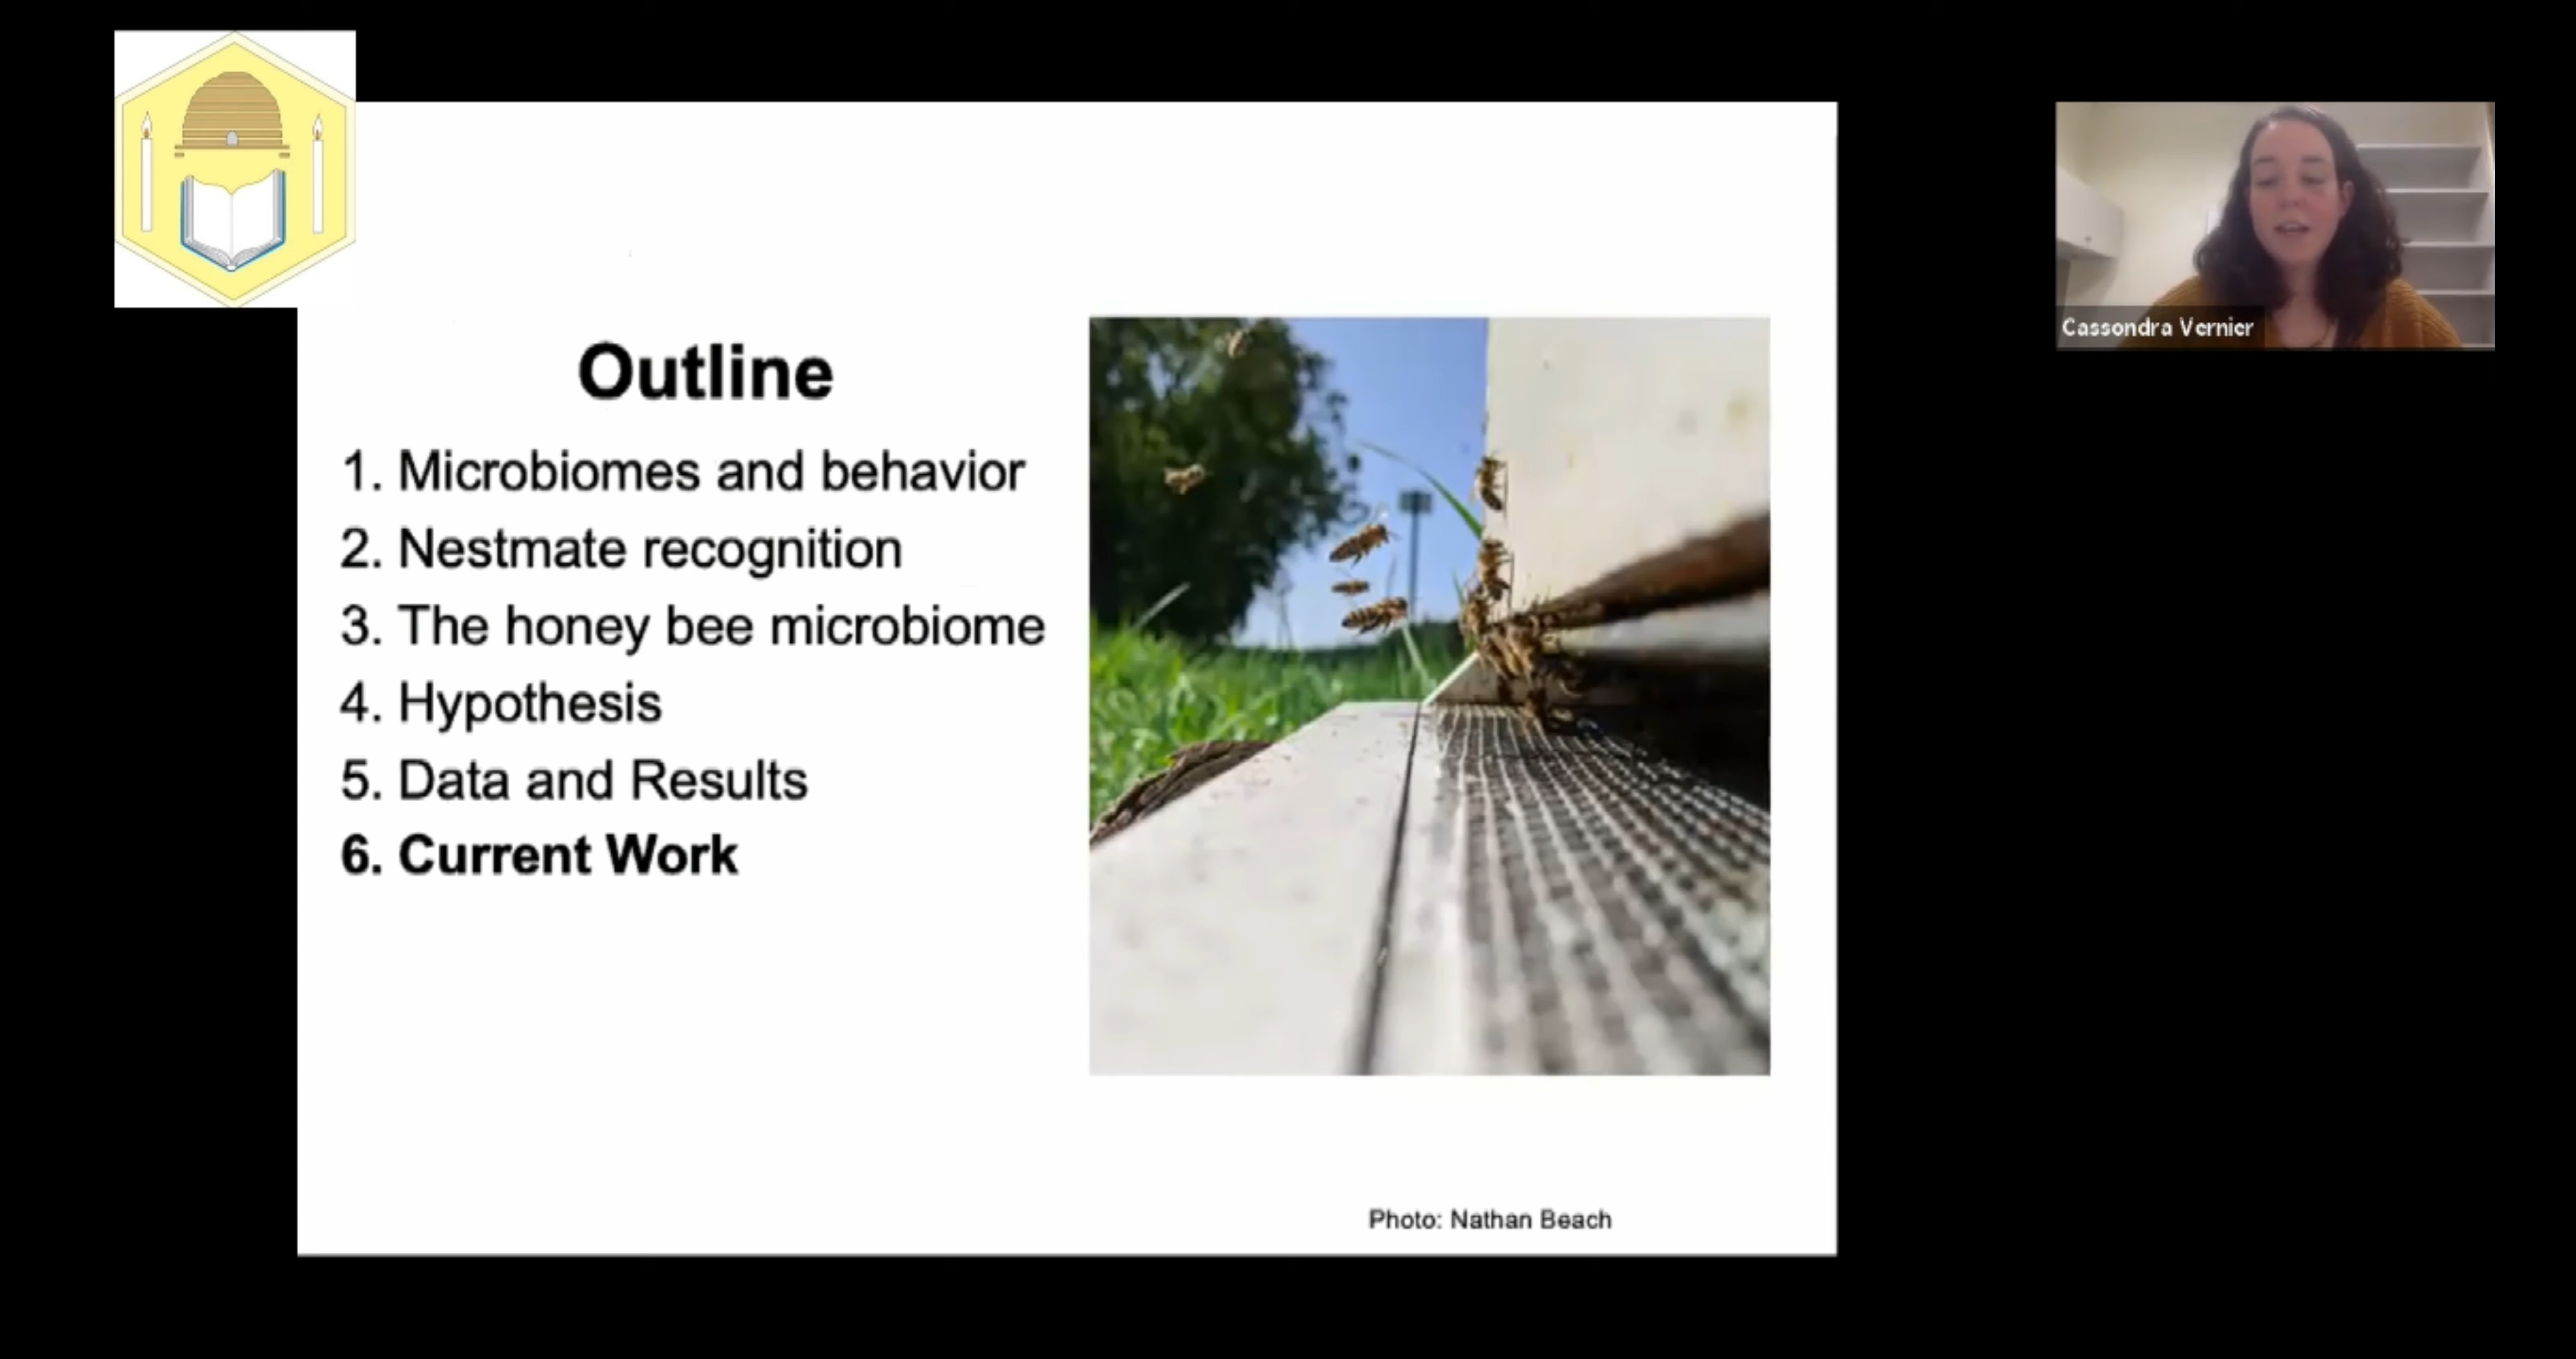 Outline
1. Microbiomes and behavior
2. Nestmate recognition
3. The honey bee microbiome
4. Hypothesis
5. Data and Results
6. Current Work
Photo: Nathan Beach
Cassondra Vernier